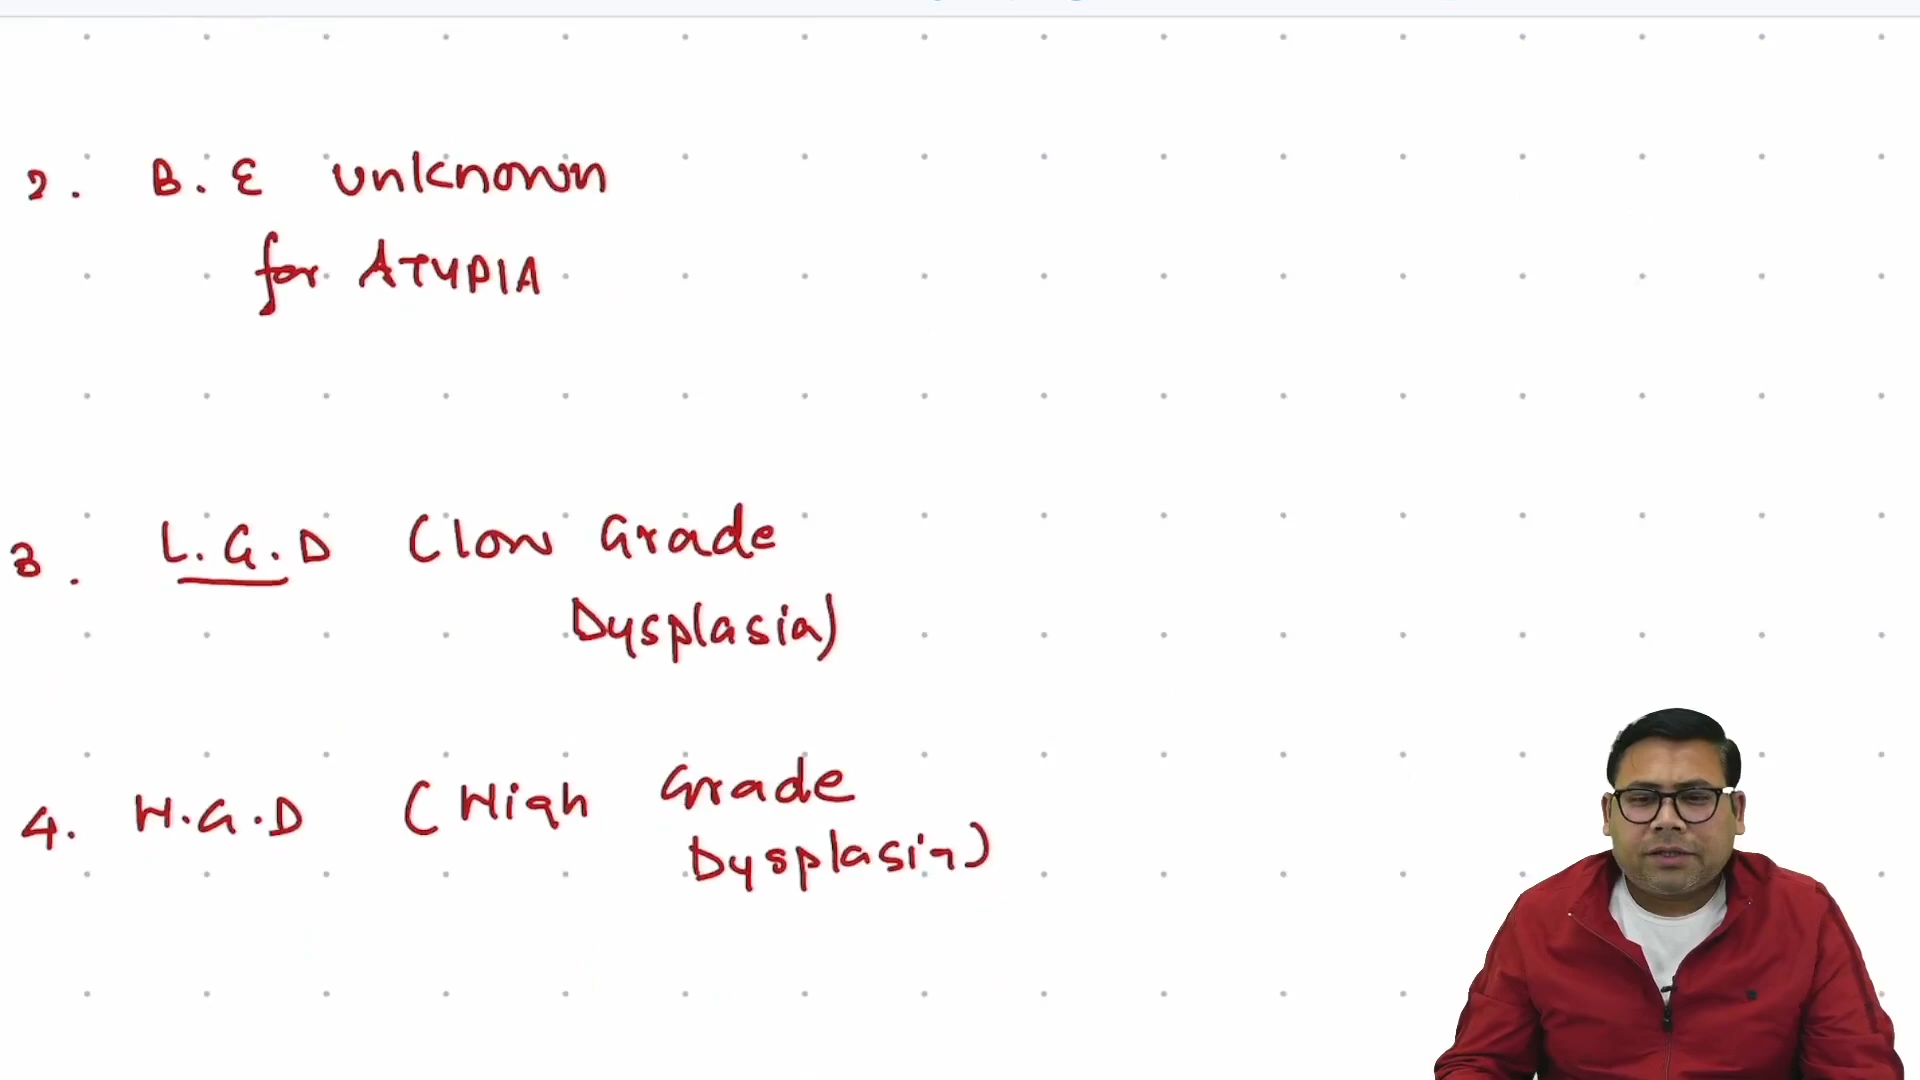 2. B.E unknown
for ATYPIA
3. L.G.D (low Grade
Dysplasia)
4. H.G.D (High Grade
Dysplasia)